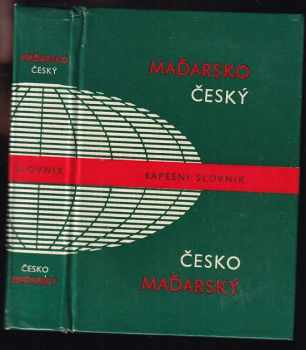 MAĎARSKO
ČESKÝ
SLOVNÍK
ČESKO
MAĎARSKÝ
MAĎARSKO
ČESKÝ
KAPESNÍ SLOVNÍK
ČESKO
MAĎARSKÝ